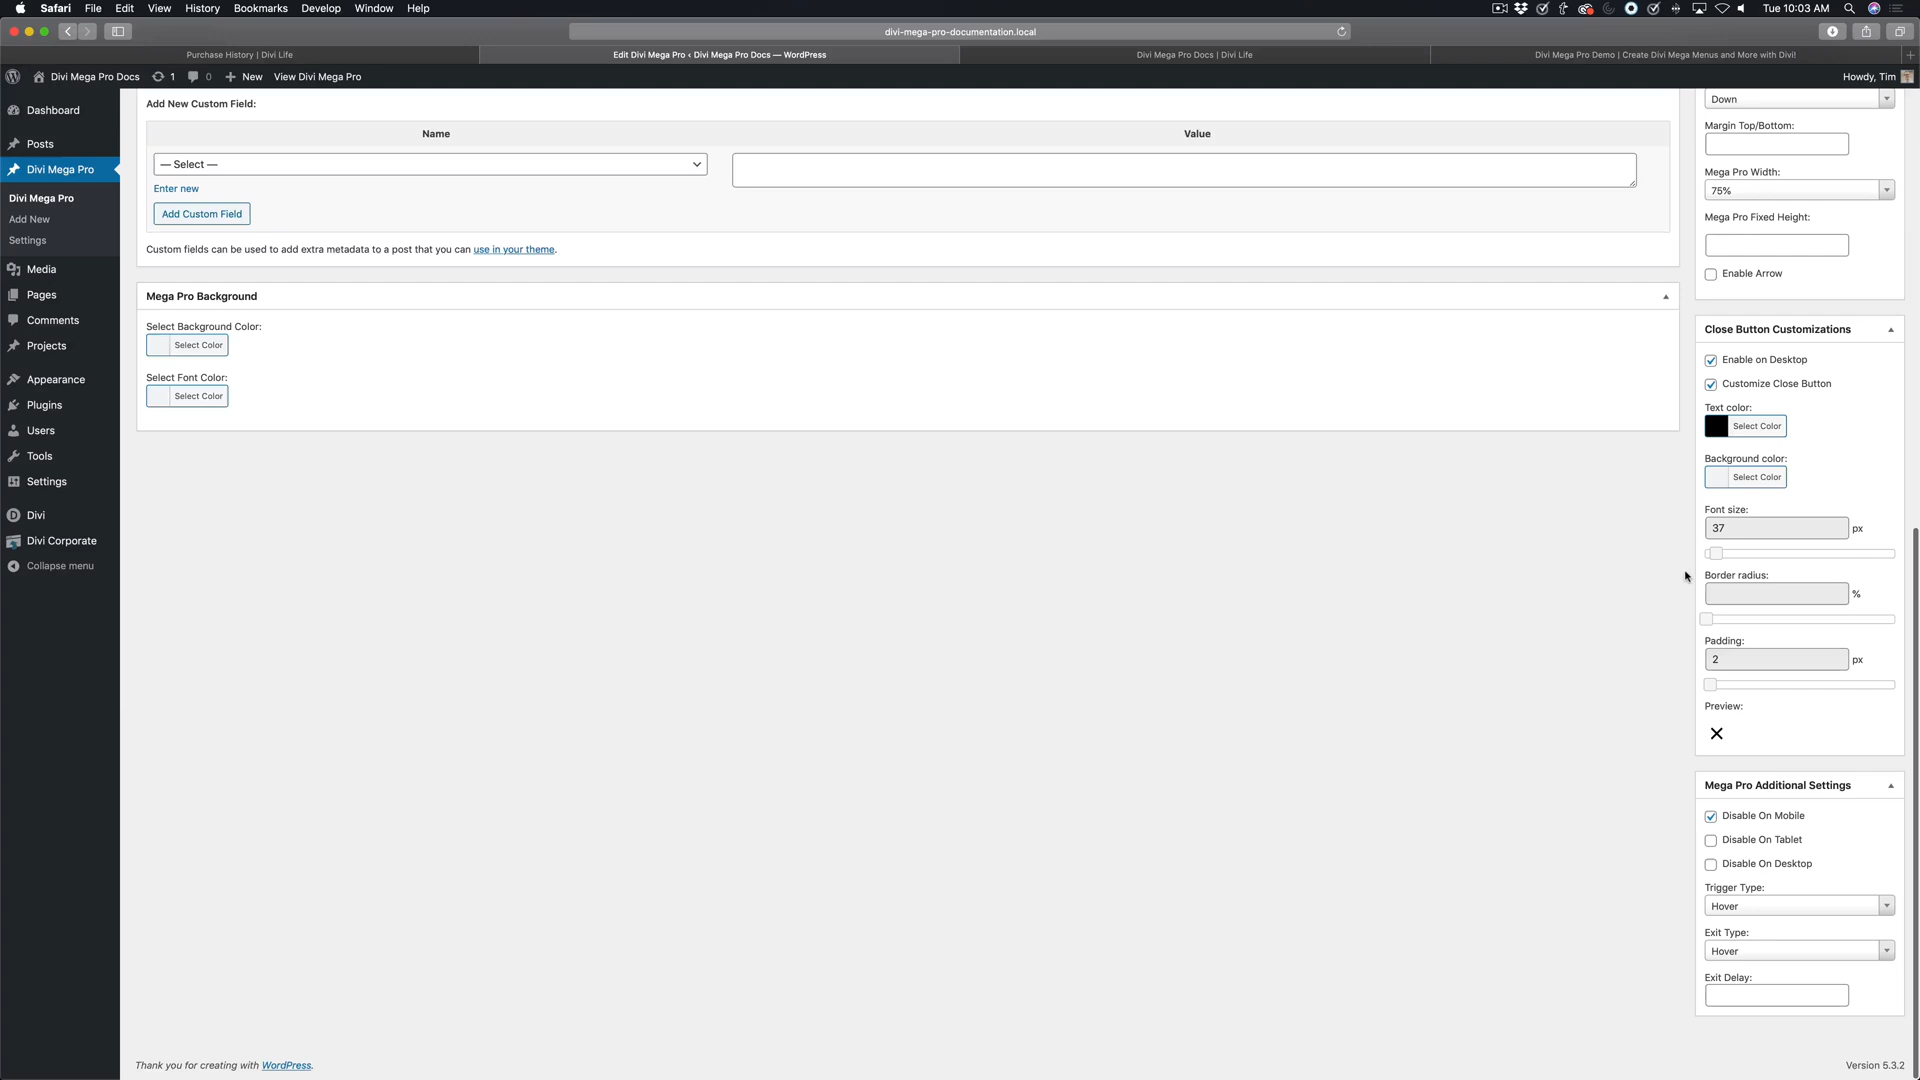 Safari File Edit View History Bookmarks Develop Window Help Tue 10:03 AM
divi-mega-pro-documentation.local
Purchase History | Divi Life
Edit Divi Mega Pro ‹ Divi Mega Pro Docs — WordPress
Divi Mega Pro Docs | Divi Life
Divi Mega Pro Demo | Create Divi Mega Menus and More with Divi!
Divi Mega Pro Docs 1 0 New View Divi Mega Pro Howdy, Tim
Dashboard
Posts
Divi Mega Pro
Divi Mega Pro
Add New
Settings
Media
Pages
Comments
Projects
Appearance
Plugins
Users
Tools
Settings
Divi
Divi Corporate
Collapse menu
Add New Custom Field:
Name Value
— Select —
Enter new
Add Custom Field
Custom fields can be used to add extra metadata to a post that you can use in your theme.
Mega Pro Background
Select Background Color:
Select Color
Select Font Color:
Select Color
Down
Margin Top/Bottom:
Mega Pro Width:
75%
Mega Pro Fixed Height:
Enable Arrow
Close Button Customizations
Enable on Desktop
Customize Close Button
Text color:
Select Color
Background color:
Select Color
Font size:
37 px
Border radius:
%
Padding:
2 px
Preview:
Mega Pro Additional Settings
Disable On Mobile
Disable On Tablet
Disable On Desktop
Trigger Type:
Hover
Exit Type:
Hover
Exit Delay:
Thank you for creating with WordPress.
Version 5.3.2